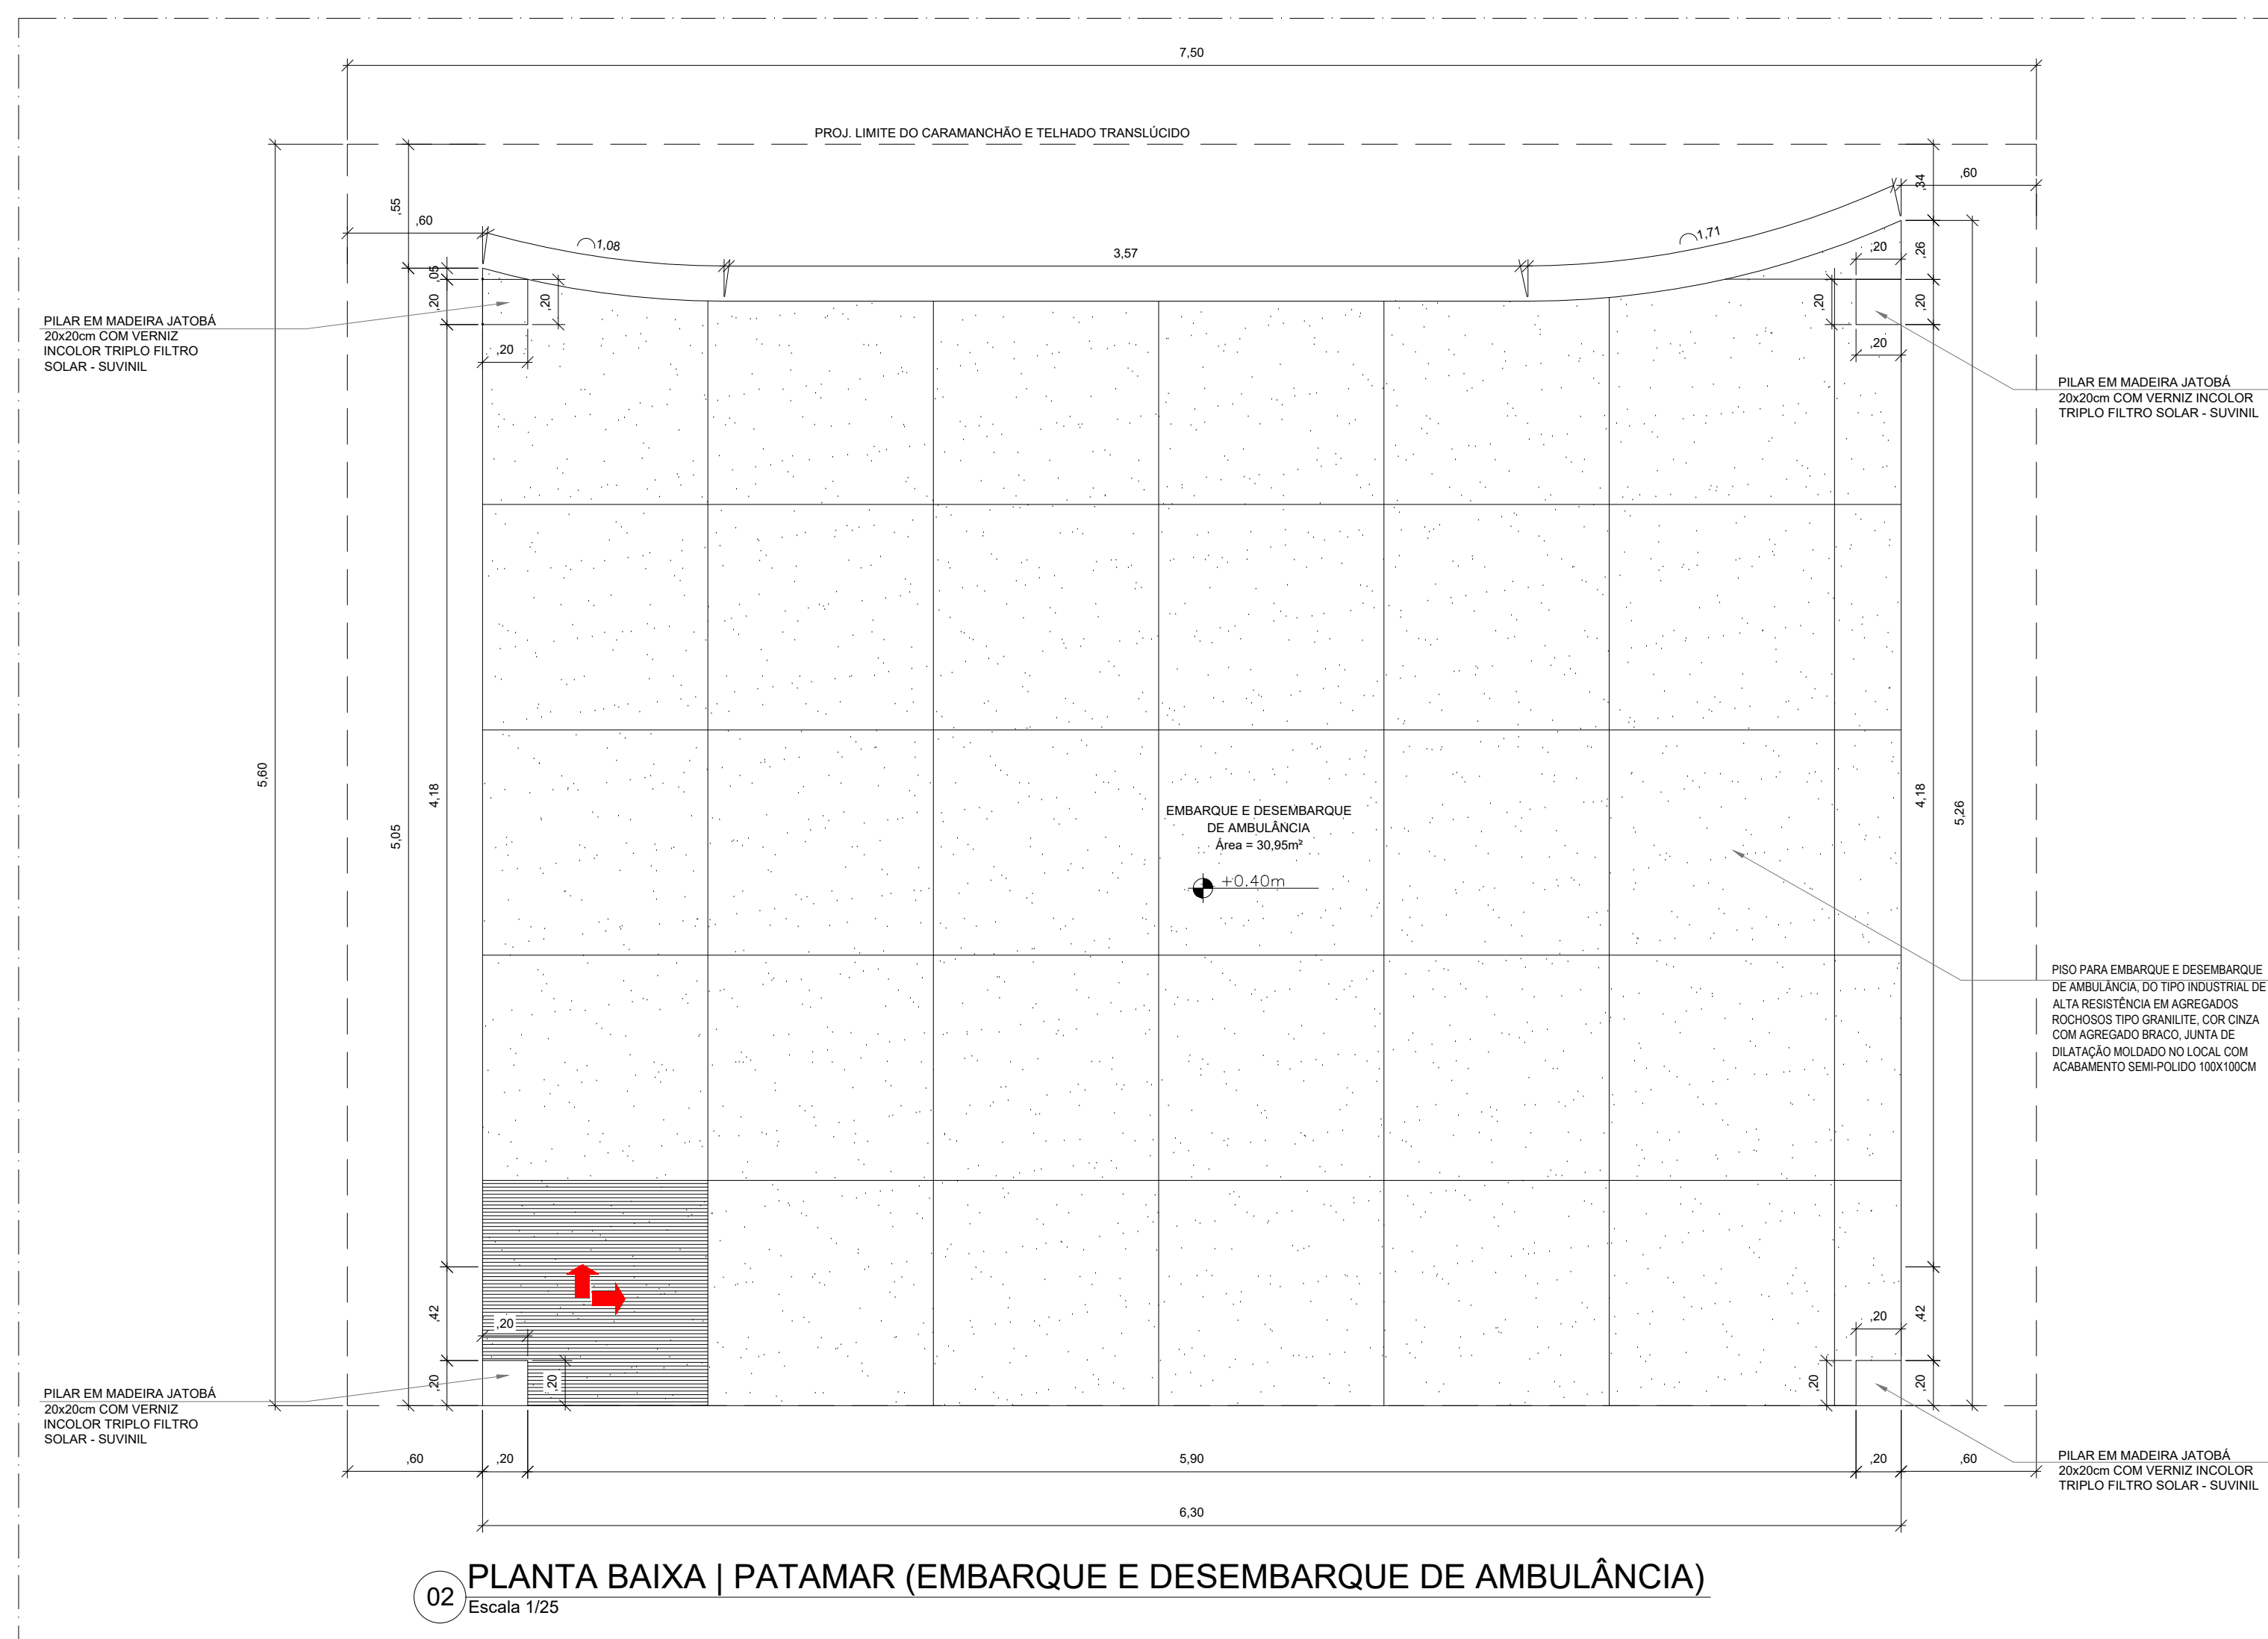 7,50
PROJ. LIMITE DO CARAMANCHÃO E TELHADO TRANSLÚCIDO
,55
,60
1,08
3,57
1,71
,34
,60
,05
,20
,20
,20
,20
,26
,20
,20
,20
PILAR EM MADEIRA JATOBÁ
20x20cm COM VERNIZ
INCOLOR TRIPLO FILTRO
SOLAR - SUVINIL
PILAR EM MADEIRA JATOBÁ
20x20cm COM VERNIZ INCOLOR
TRIPLO FILTRO SOLAR - SUVINIL
5,60
5,05
4,18
EMBARQUE E DESEMBARQUE
DE AMBULÂNCIA
Área = 30,95m²
+0.40m
4,18
5,26
PISO PARA EMBARQUE E DESEMBARQUE
DE AMBULÂNCIA, DO TIPO INDUSTRIAL DE
ALTA RESISTÊNCIA EM AGREGADOS
ROCHOSOS TIPO GRANILITE, COR CINZA
COM AGREGADO BRACO, JUNTA DE
DILATAÇÃO MOLDADO NO LOCAL COM
ACABAMENTO SEMI-POLIDO 100X100CM
,42
,20
,20
,20
,20
,42
,20
,20
PILAR EM MADEIRA JATOBÁ
20x20cm COM VERNIZ
INCOLOR TRIPLO FILTRO
SOLAR - SUVINIL
PILAR EM MADEIRA JATOBÁ
20x20cm COM VERNIZ INCOLOR
TRIPLO FILTRO SOLAR - SUVINIL
,60
,20
5,90
,20
,60
6,30
02
PLANTA BAIXA | PATAMAR (EMBARQUE E DESEMBARQUE DE AMBULÂNCIA)
Escala 1/25